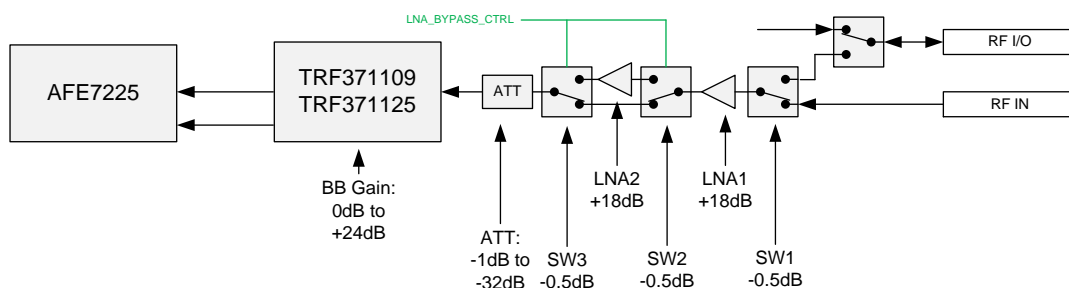 LNA_BYPASS_CTRL
RF I/O
AFE7225
TRF371109
TRF371125
ATT
RF IN
BB Gain:
0dB to
+24dB
LNA2
+18dB
LNA1
+18dB
ATT:
-1dB to
-32dB
SW3
-0.5dB
SW2
-0.5dB
SW1
-0.5dB